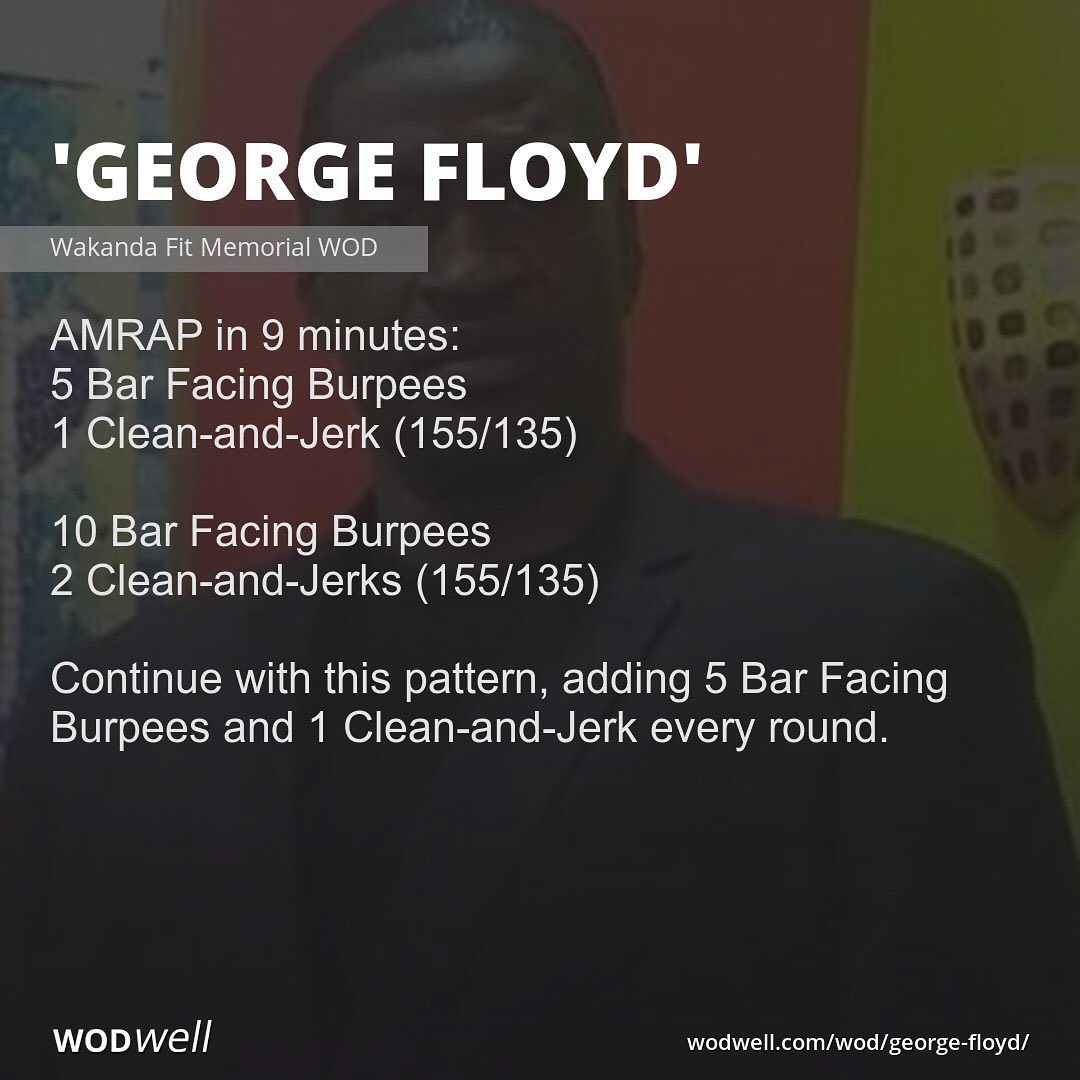 'GEORGE FLOYD'
Wakanda Fit Memorial WOD
AMRAP in 9 minutes:
5 Bar Facing Burpees
1 Clean-and-Jerk (155/135)
10 Bar Facing Burpees
2 Clean-and-Jerks (155/135)
Continue with this pattern, adding 5 Bar Facing
Burpees and 1 Clean-and-Jerk every round.
WODwell
wodwell.com/wod/george-floyd/